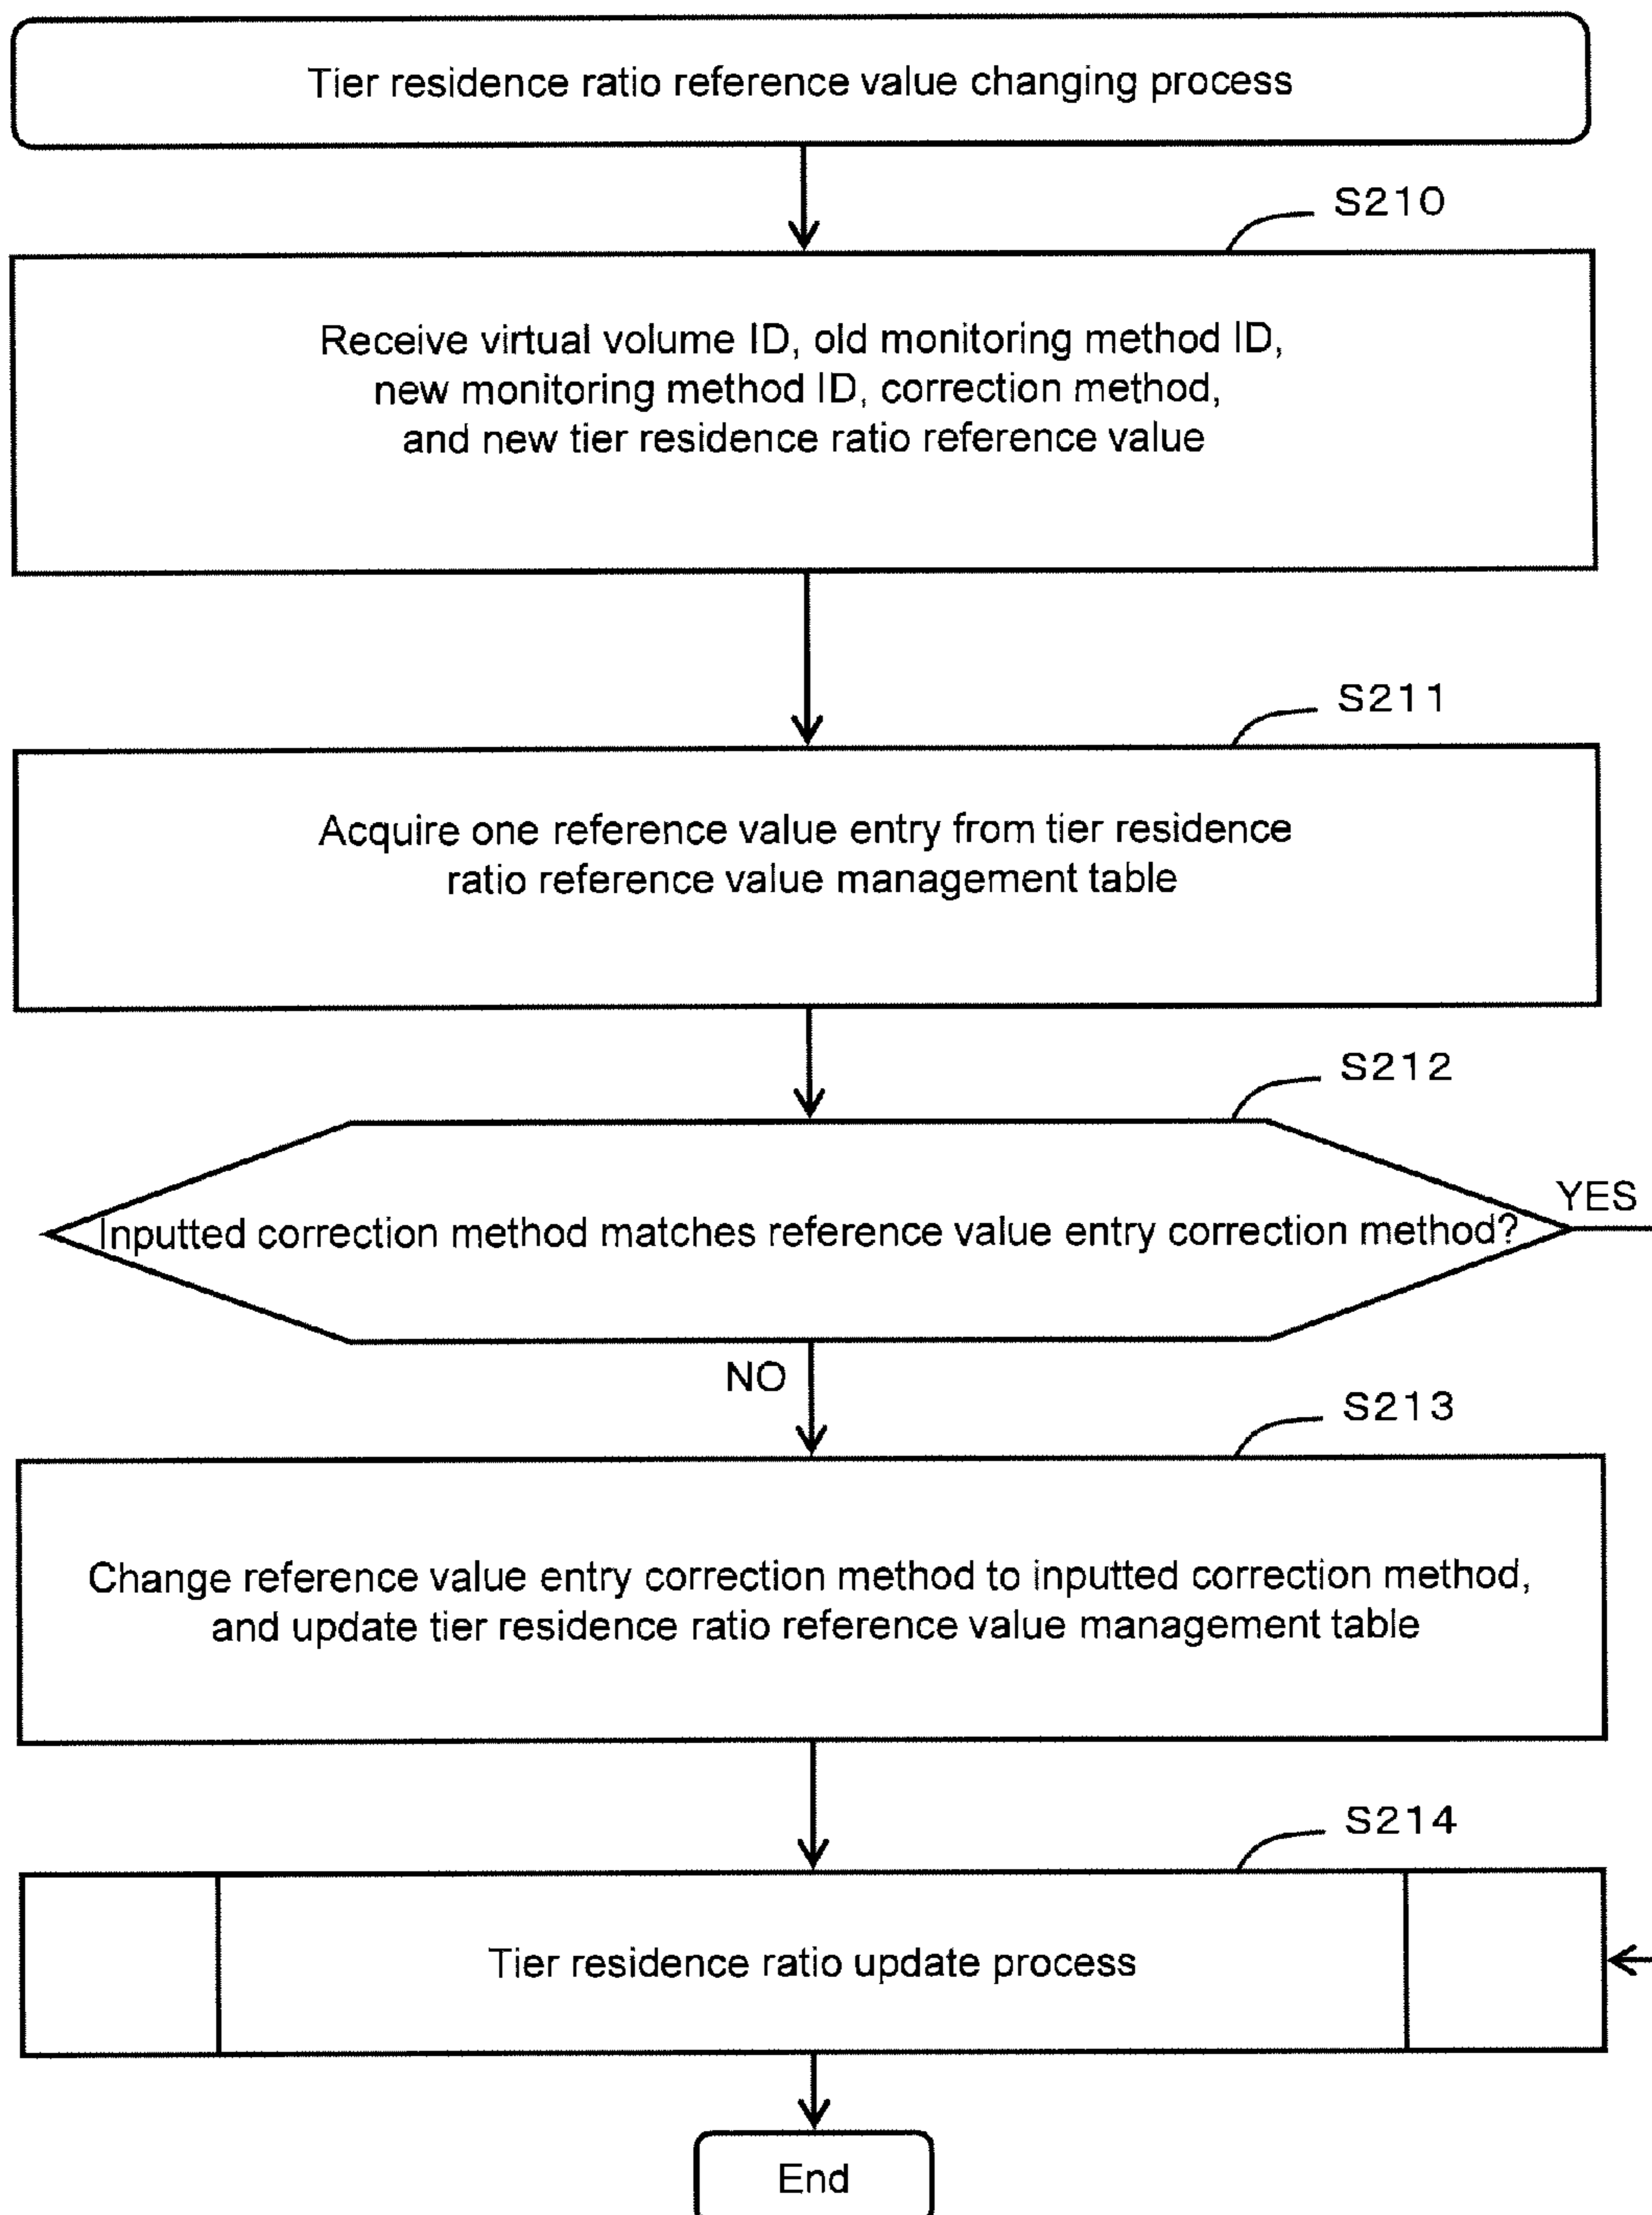 Tier residence ratio reference value changing process
S210
Receive virtual volume ID, old monitoring method ID,
new monitoring method ID, correction method,
and new tier residence ratio reference value
S211
Acquire one reference value entry from tier residence
ratio reference value management table
S212
YES
Inputted correction method matches reference value entry correction method?
NO
S213
Change reference value entry correction method to inputted correction method,
and update tier residence ratio reference value management table
S214
Tier residence ratio update process
End